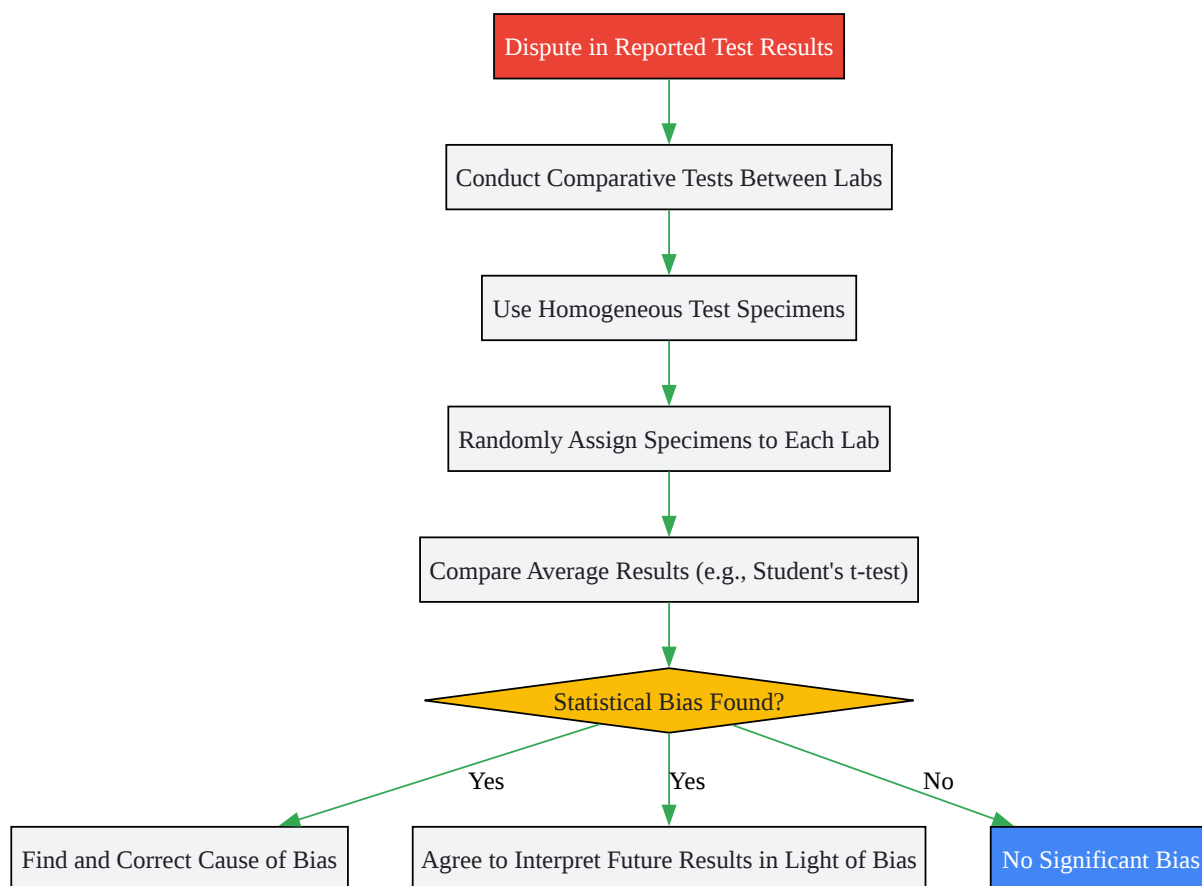 Dispute in Reported Test Results
Conduct Comparative Tests Between Labs
Use Homogeneous Test Specimens
Randomly Assign Specimens to Each Lab
Compare Average Results (e.g., Student's t-test)
Statistical Bias Found?
Yes
Yes
No
Find and Correct Cause of Bias
Agree to Interpret Future Results in Light of Bias
No Significant Bias